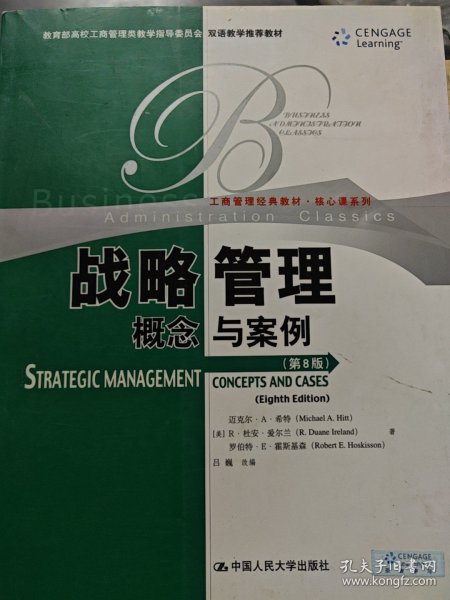 教育部高校工商管理类教学指导委员会 双语教学推荐教材
CENGAGE
Learning™
B
BUSINESS
ADMINISTRATION
CLASSICS
工商管理经典教材·核心课系列
Business
Administration Classics
战略管理
概念与案例
(第8版)
STRATEGIC MANAGEMENT CONCEPTS AND CASES
(Eighth Edition)
迈克尔·A·希特 (Michael A. Hitt)
[美] R·杜安·爱尔兰 (R. Duane Ireland) 著
罗伯特·E·霍斯基森 (Robert E. Hoskisson)
吕巍 改编
中国人民大学出版社
CENGAGE
孔夫子旧书网
www.kongfz.com